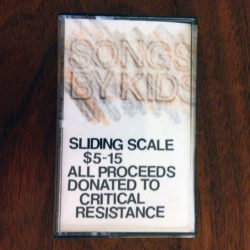 SONGS
BY KIDS
SLIDING SCALE
$5-15
ALL PROCEEDS
DONATED TO
CRITICAL
RESISTANCE